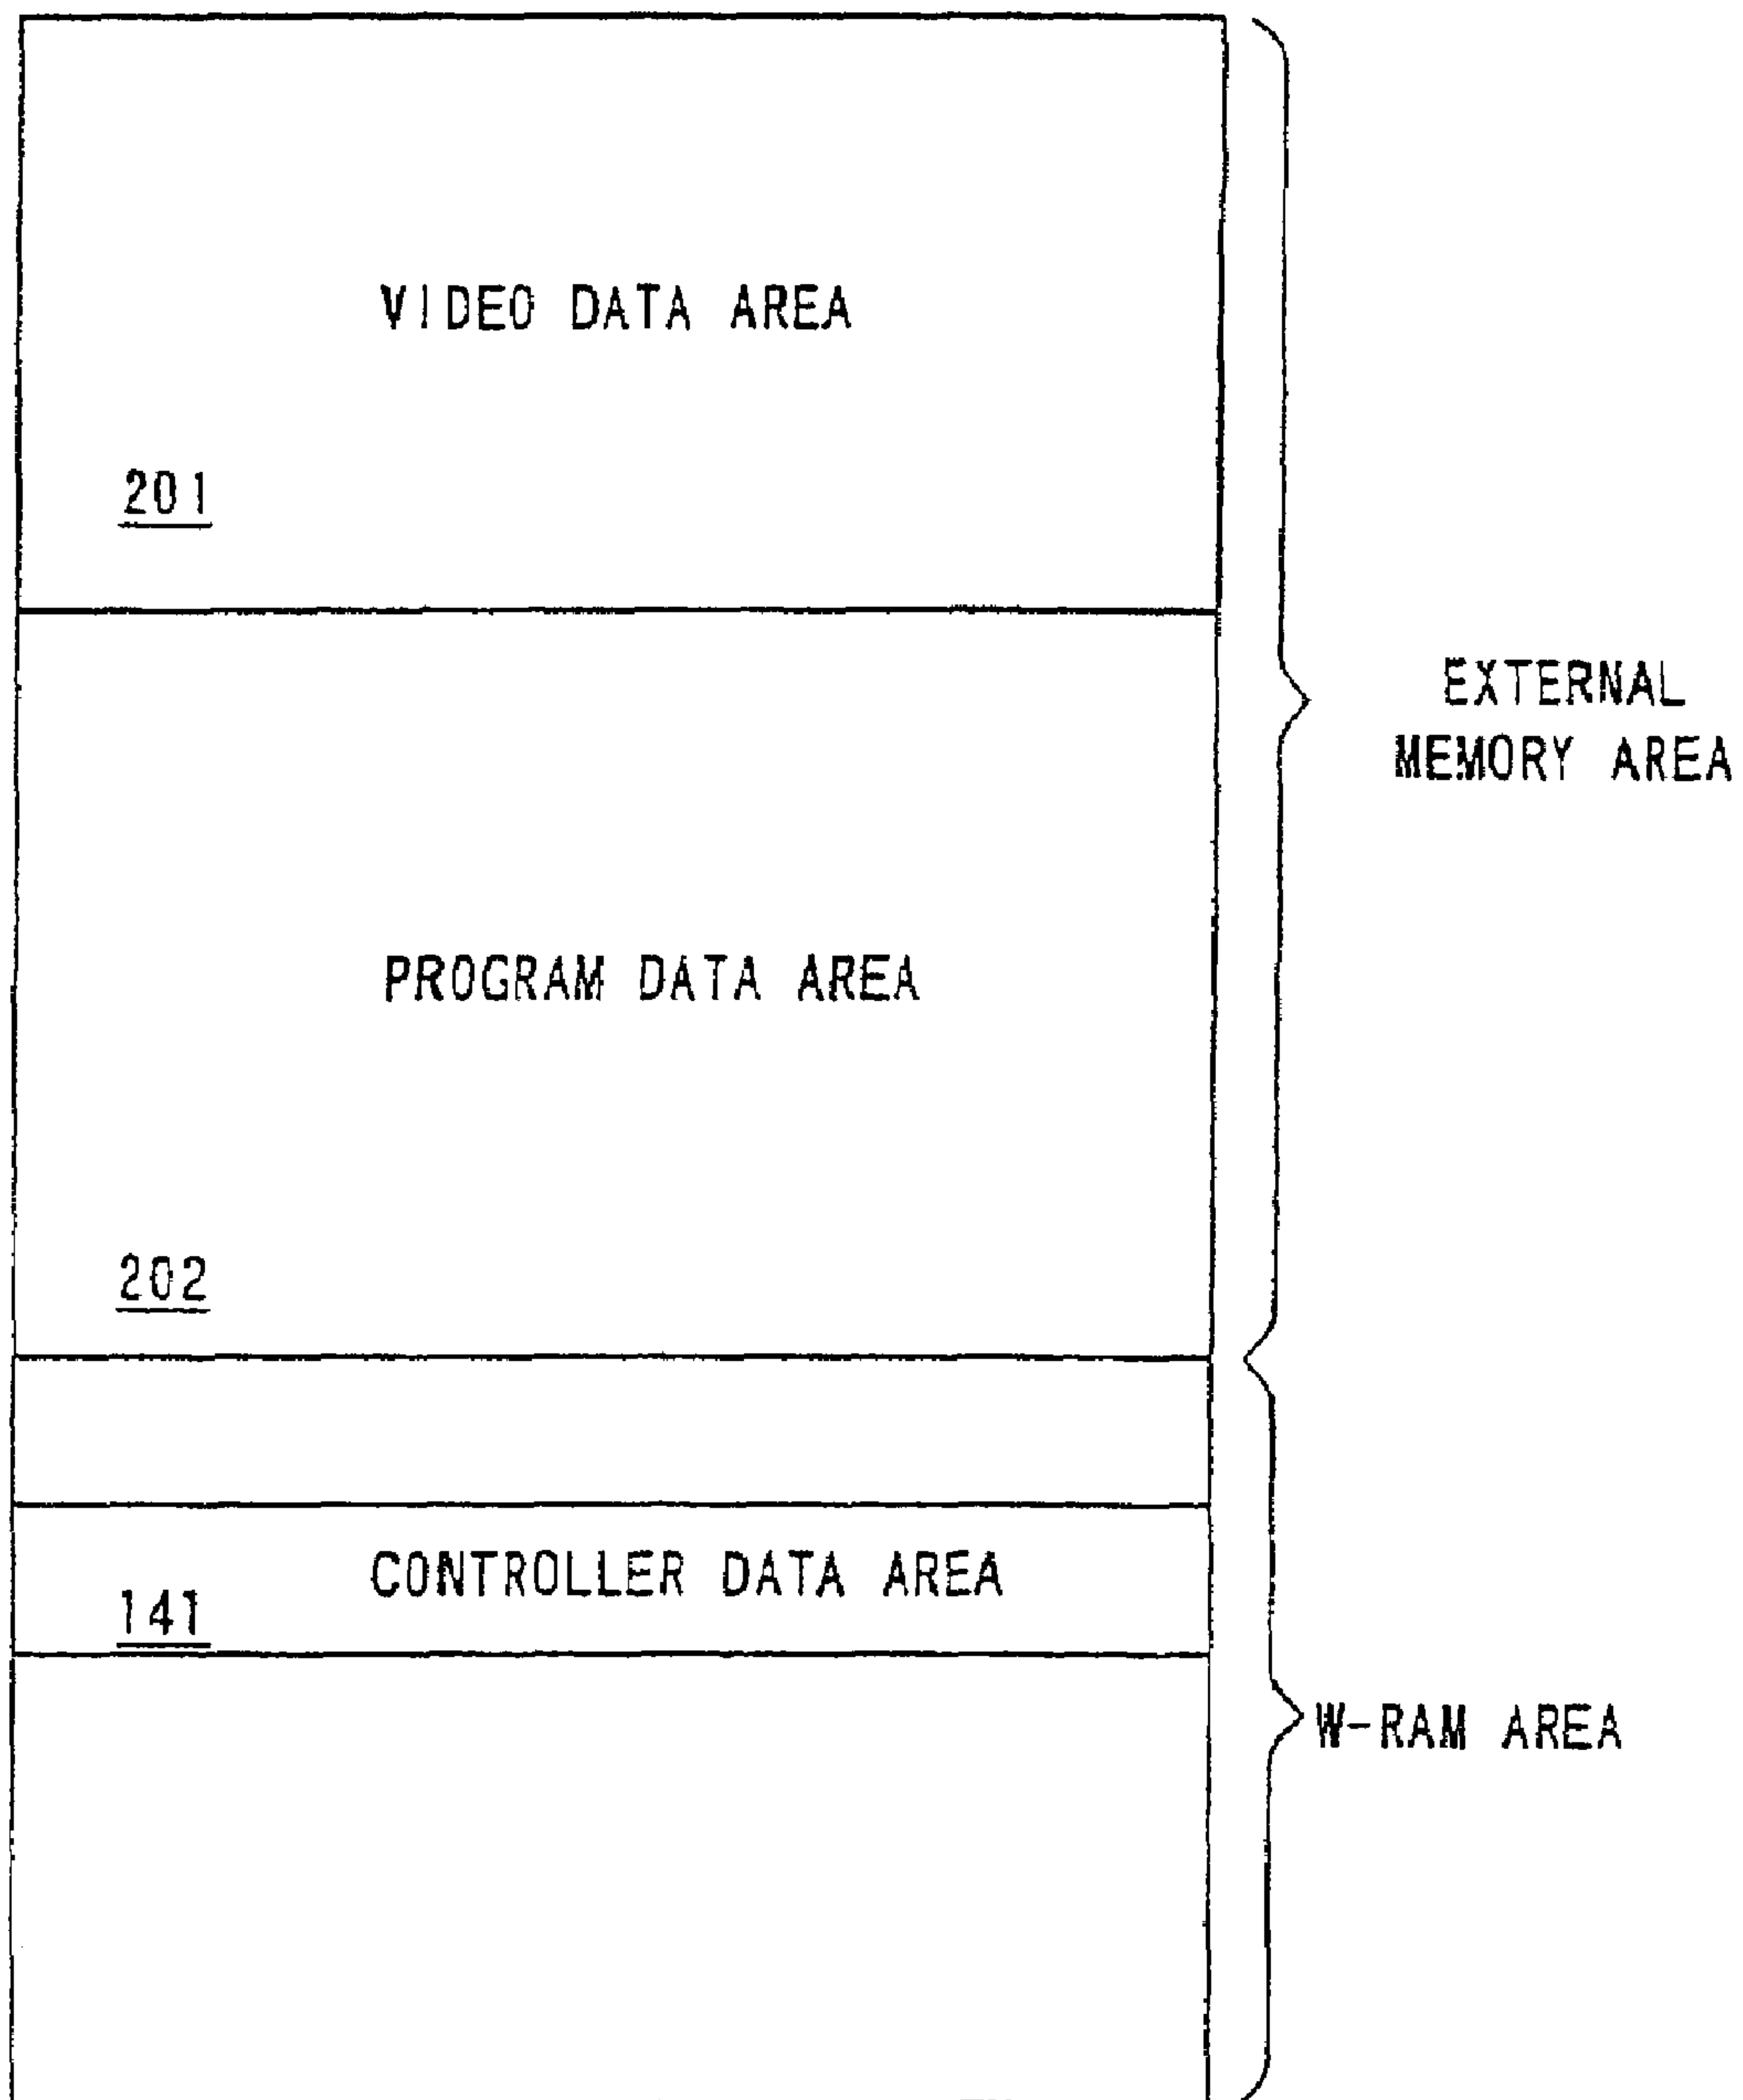 VIDEO DATA AREA
201
EXTERNAL
MEMORY AREA
PROGRAM DATA AREA
202
CONTROLLER DATA AREA
141
W-RAM AREA